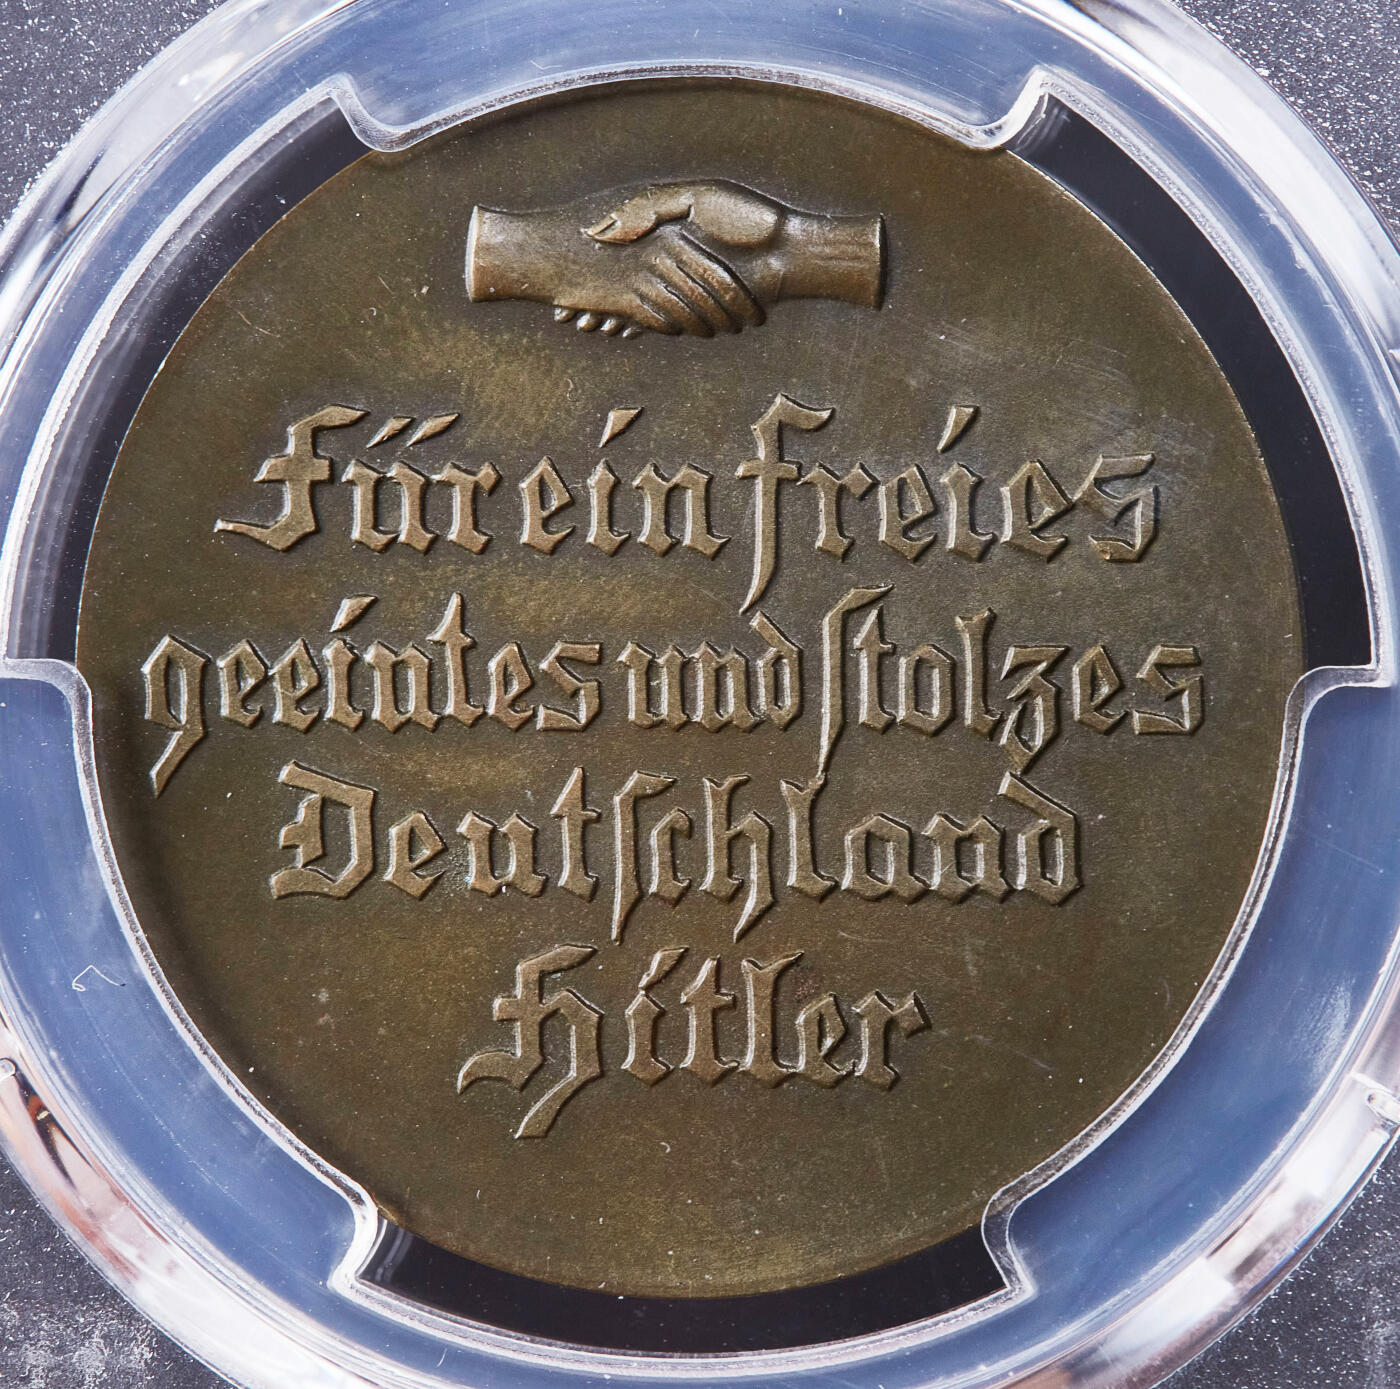 Für ein freies
geeintes und stolzes
Deutschland
Hitler